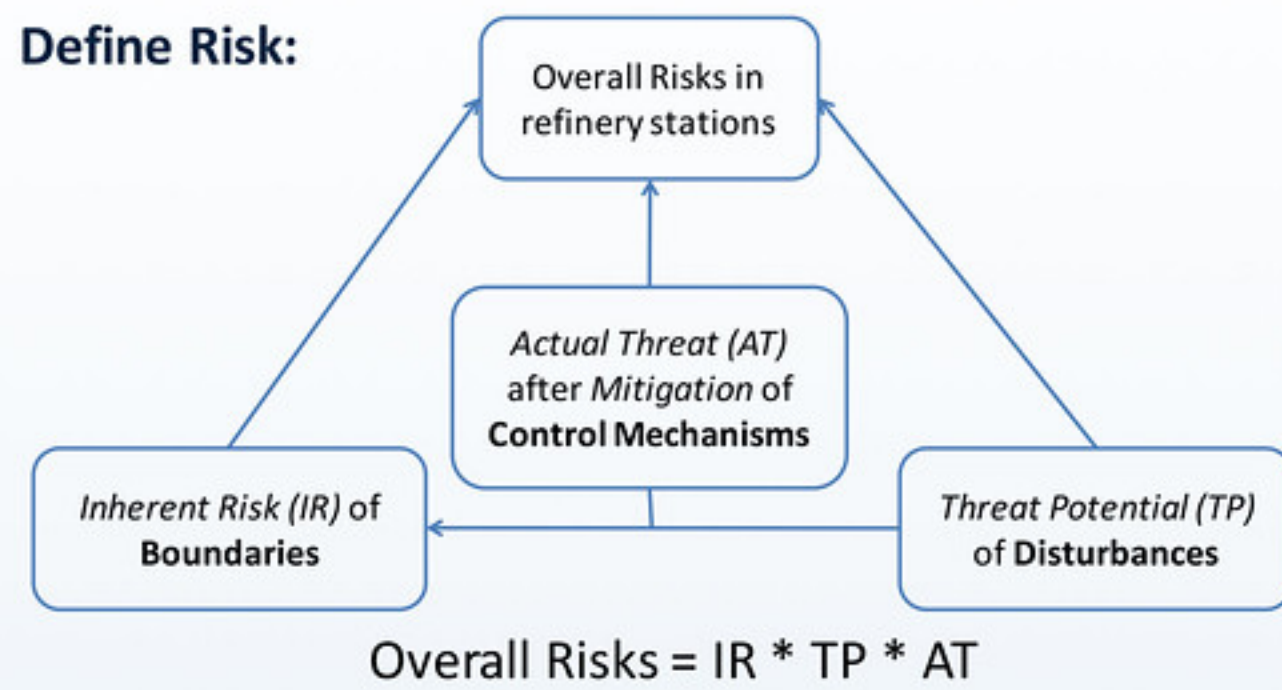 Define Risk:
Overall Risks in
refinery stations
Actual Threat (AT)
after Mitigation of
Control Mechanisms
Inherent Risk (IR) of
Boundaries
Threat Potential (TP)
of Disturbances
Overall Risks = IR * TP * AT